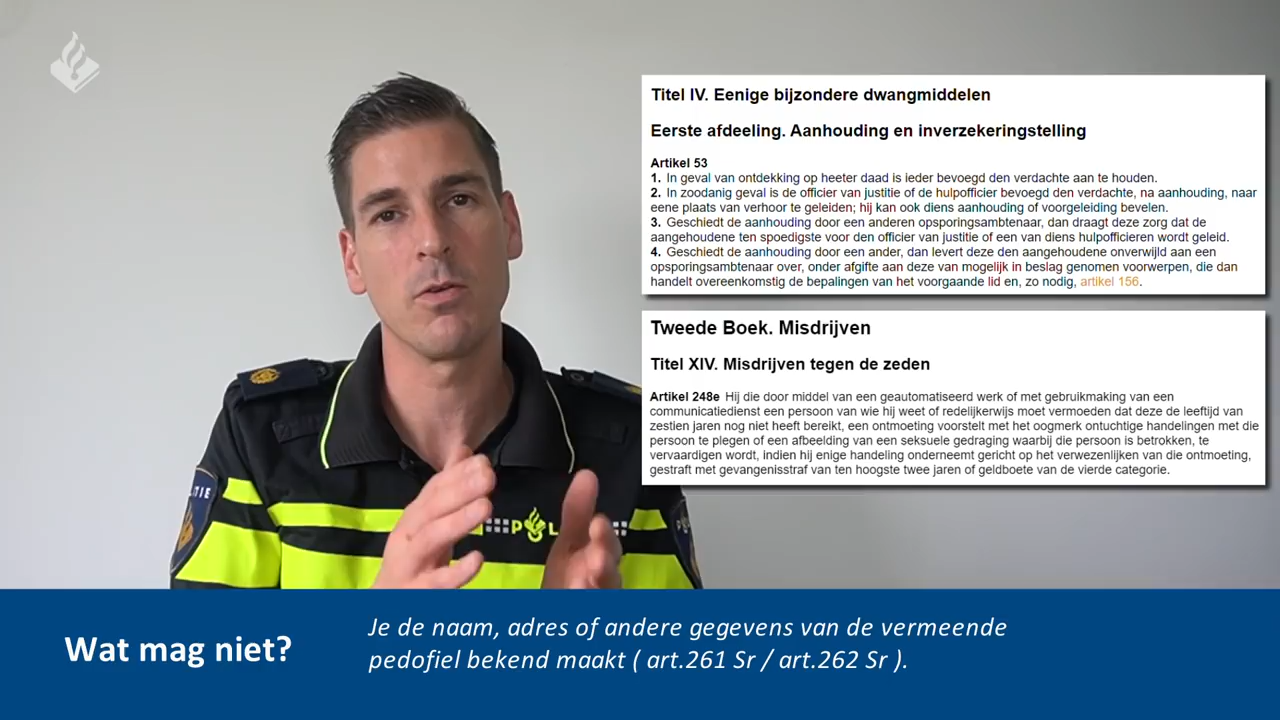 Titel IV. Eenige bijzondere dwangmiddelen
Eerste afdeeling. Aanhouding en inverzekeringstelling
Artikel 53
1. In geval van ontdekking op heeter daad is ieder bevoegd den verdachte aan te houden.
2. In zoodanig geval is de officier van justitie of de hulpofficier bevoegd den verdachte, na aanhouding, naar
eene plaats van verhoor te geleiden; hij kan ook diens aanhouding of voorgeleiding bevelen.
3. Geschiedt de aanhouding door een anderen opsporingsambtenaar, dan draagt deze zorg dat de
aangehoudene ten spoedigste voor den officier van justitie of een van diens hulpofficieren wordt geleid.
4. Geschiedt de aanhouding door een ander, dan levert deze den aangehoudene onverwijld aan een
opsporingsambtenaar over, onder afgifte aan deze van mogelijk in beslag genomen voorwerpen, die dan
handelt overeenkomstig de bepalingen van het voorgaande lid en, zo nodig, artikel 156.
Tweede Boek. Misdrijven
Titel XIV. Misdrijven tegen de zeden
Artikel 248e Hij die door middel van een geautomatiseerd werk of met gebruikmaking van een
communicatiedienst een persoon van wie hij weet of redelijkerwijs moet vermoeden dat deze de leeftijd van
zestien jaren nog niet heeft bereikt, een ontmoeting voorstelt met het oogmerk ontuchtige handelingen met die
persoon te plegen of een afbeelding van een seksuele gedraging waarbij die persoon is betrokken, te
vervaardigen wordt, indien hij enige handeling onderneemt gericht op het verwezenlijken van die ontmoeting,
gestraft met gevangenisstraf van ten hoogste twee jaren of geldboete van de vierde categorie.
ITIE
POL
Wat mag niet?
Je de naam, adres of andere gegevens van de vermeende
pedofiel bekend maakt ( art.261 Sr / art.262 Sr ).